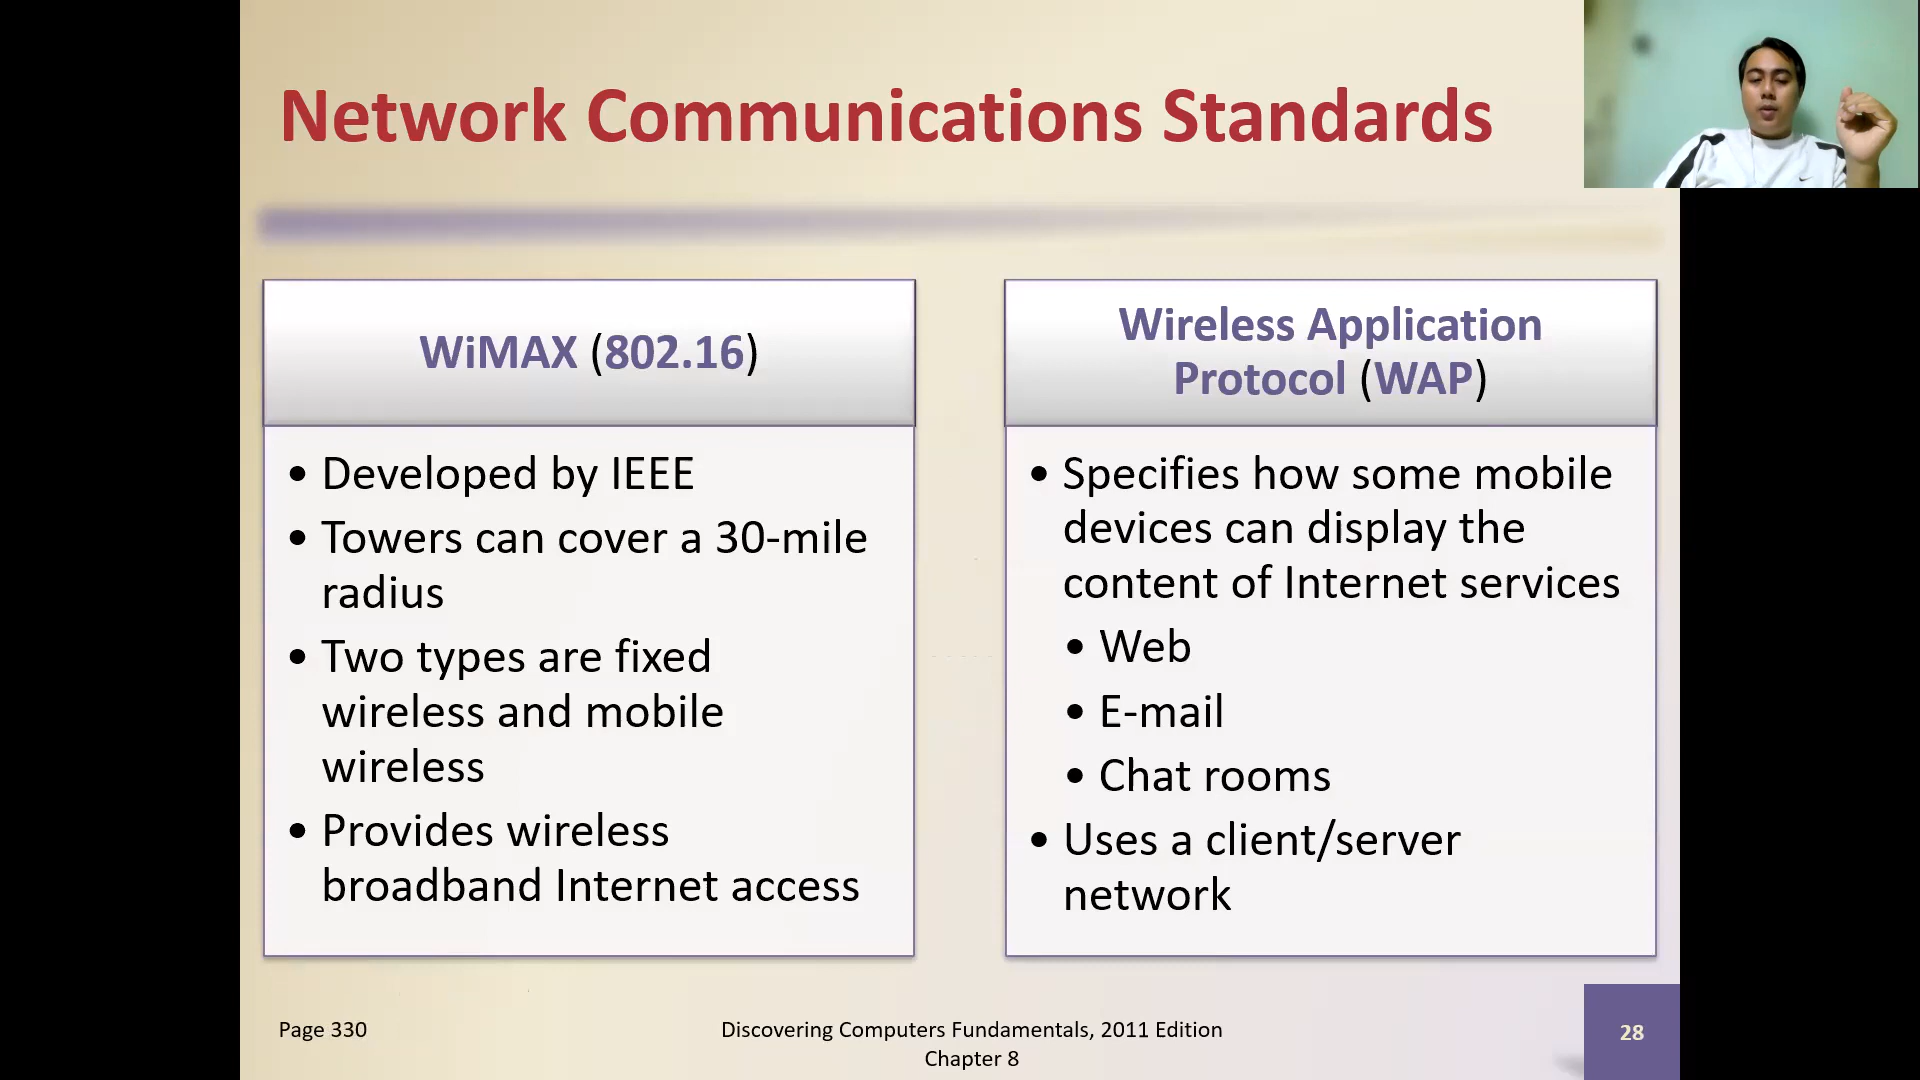 Network Communications Standards
WiMAX (802.16)
• Developed by IEEE
• Towers can cover a 30-mile
radius
• Two types are fixed
wireless and mobile
wireless
• Provides wireless
broadband Internet access
Wireless Application
Protocol (WAP)
• Specifies how some mobile
devices can display the
content of Internet services
• Web
• E-mail
• Chat rooms
• Uses a client/server
network
Page 330
Discovering Computers Fundamentals, 2011 Edition
Chapter 8
28